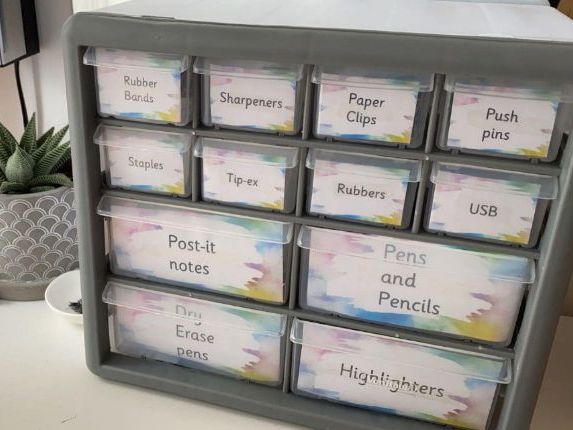 Rubber
Bands
Sharpeners
Paper
Clips
Push
pins
Staples
Tip-ex
Rubbers
USB
Post-it
notes
Pens
and
Pencils
Dry
Erase
pens
Highlighters